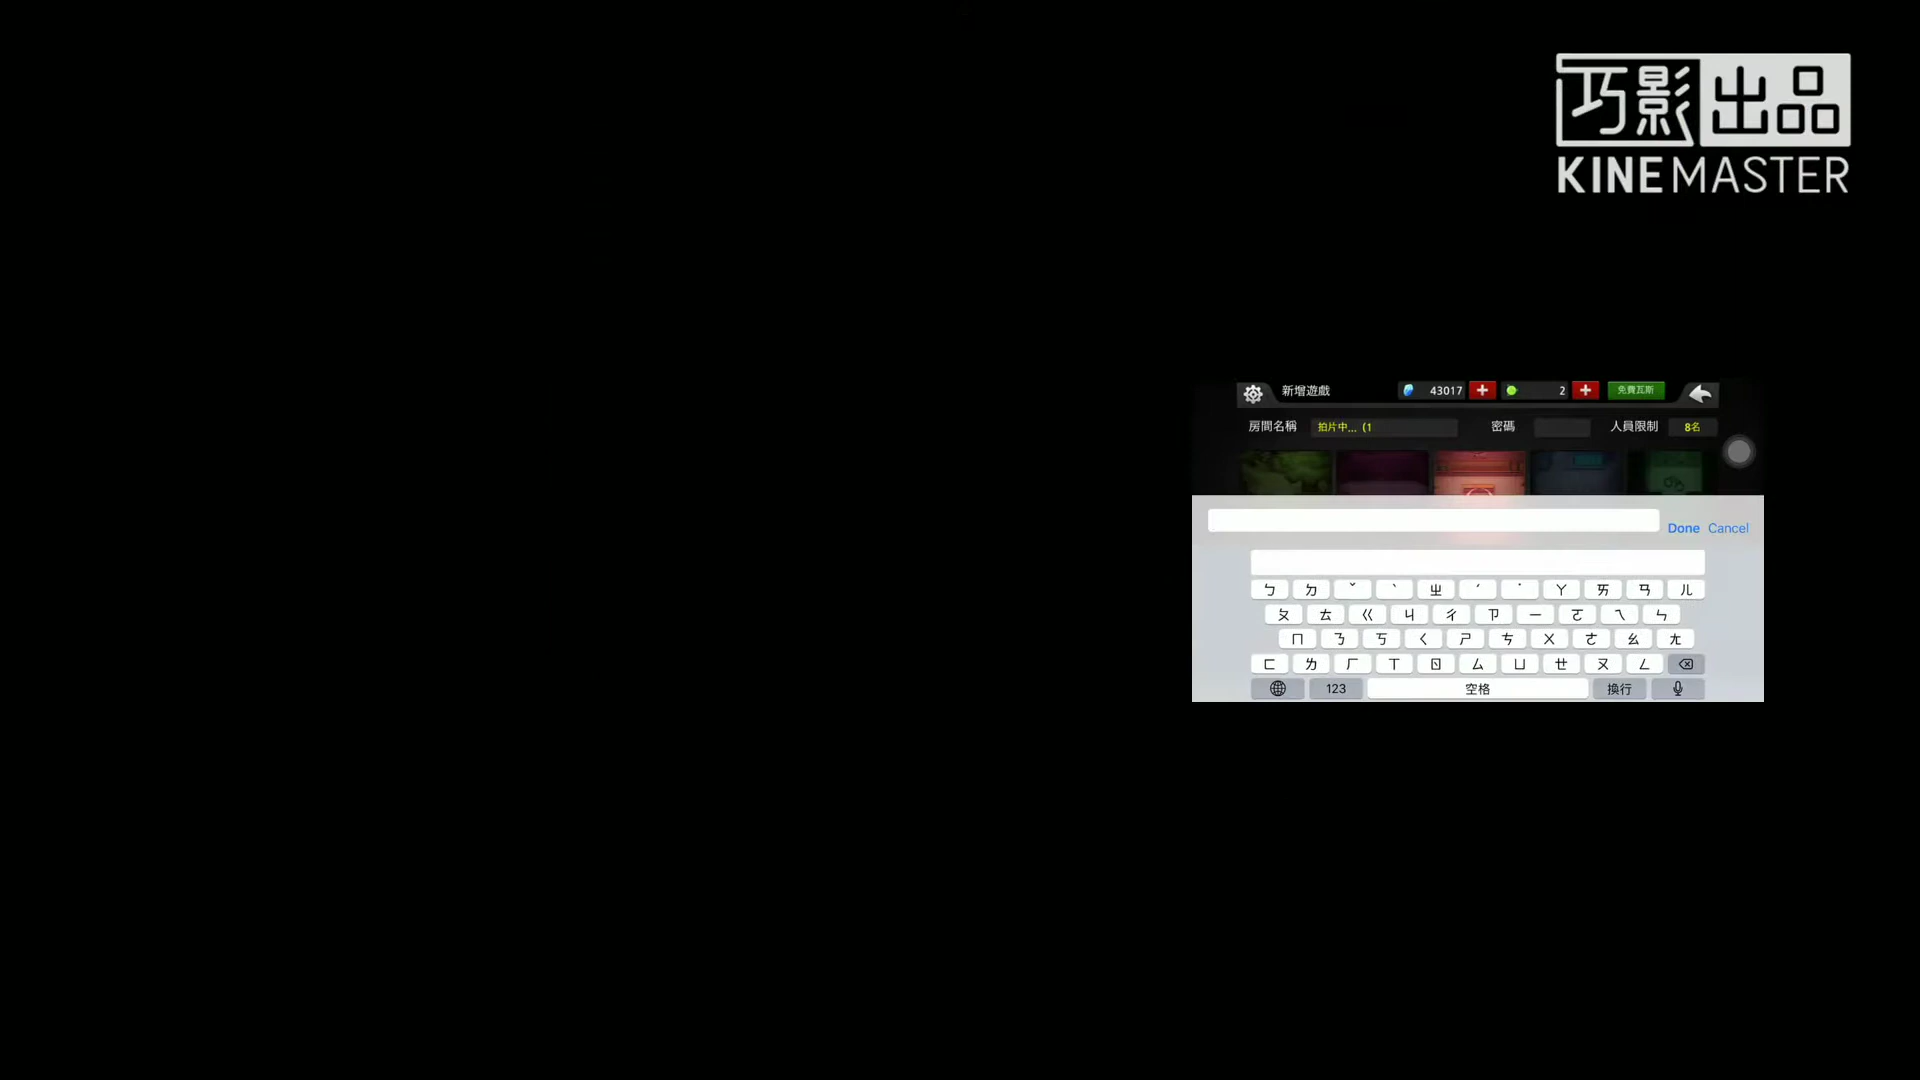 巧影出品
KINEMASTER
新增遊戲 43017 2 免費瓦斯
房間名稱 拍片中... (1 密碼 人員限制 8名
Done Cancel
ㄅ ㄉ ˇ ˋ ㄓ ˊ ˙ ㄚ ㄞ ㄢ ㄦ
ㄆ ㄊ ㄍ ㄐ ㄔ ㄗ ㄧ ㄛ ㄟ ㄣ
ㄇ ㄋ ㄎ ㄑ ㄕ ㄘ ㄨ ㄜ ㄠ ㄤ
ㄈ ㄌ ㄏ ㄒ ㄖ ㄙ ㄩ ㄝ ㄡ ㄥ
123 空格 換行